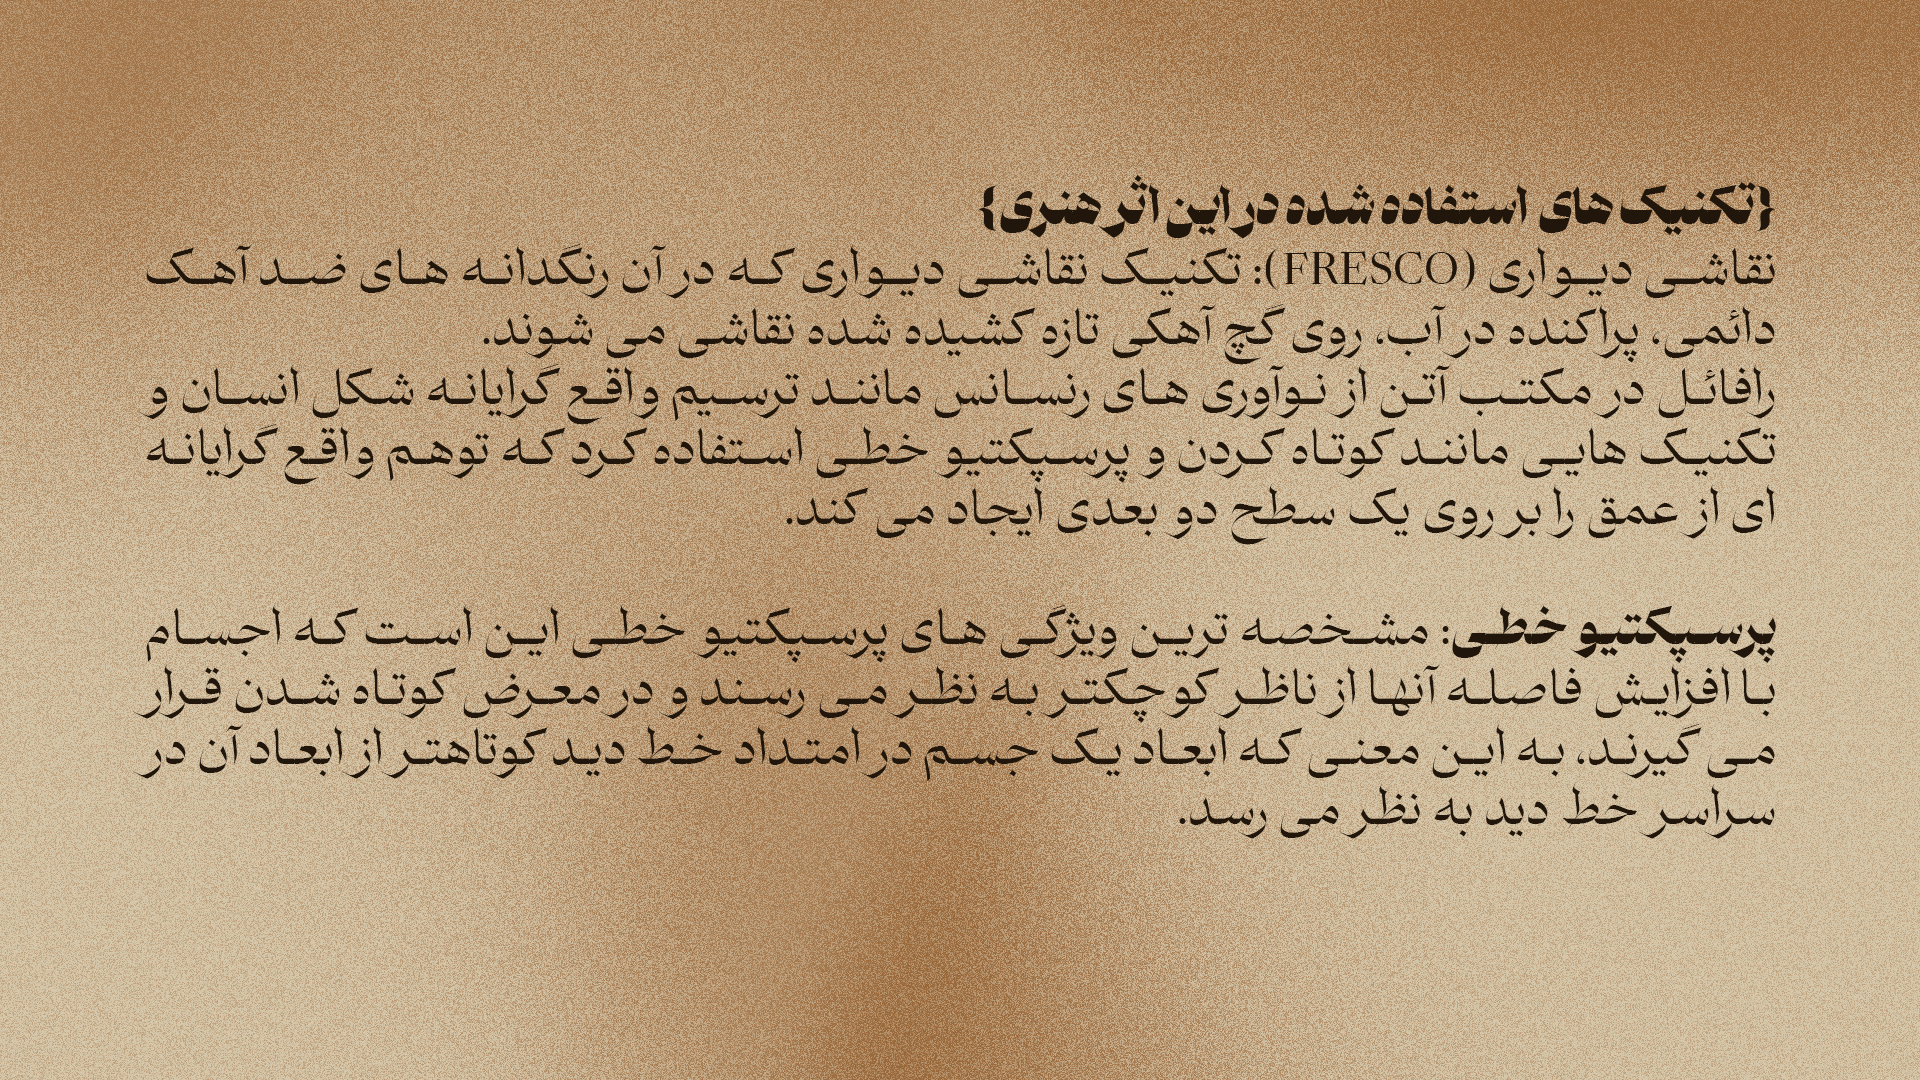 {تکنیک های استفاده شده در این اثر هنری}
نقاشی دیواری (FRESCO): تکنیک نقاشی دیواری که در آن رنگدانه های ضد آهک
دائمی، پراکنده در آب، روی گچ آهکی تازه کشیده شده نقاشی می شوند.
رافائل در مکتب آتن از نوآوری های رنسانس مانند ترسیم واقع گرایانه شکل انسان و
تکنیک هایی مانند کوتاه کردن و پرسپکتیو خطی استفاده کرد که توهم واقع گرایانه
ای از عمق را بر روی یک سطح دو بعدی ایجاد می کند.
پرسپکتیو خطی: مشخصه ترین ویژگی های پرسپکتیو خطی این است که اجسام
با افزایش فاصله آنها از ناظر کوچکتر به نظر می رسند و در معرض کوتاه شدن قرار
می گیرند، به این معنی که ابعاد یک جسم در امتداد خط دید کوتاهتر از ابعاد آن در
سراسر خط دید به نظر می رسد.